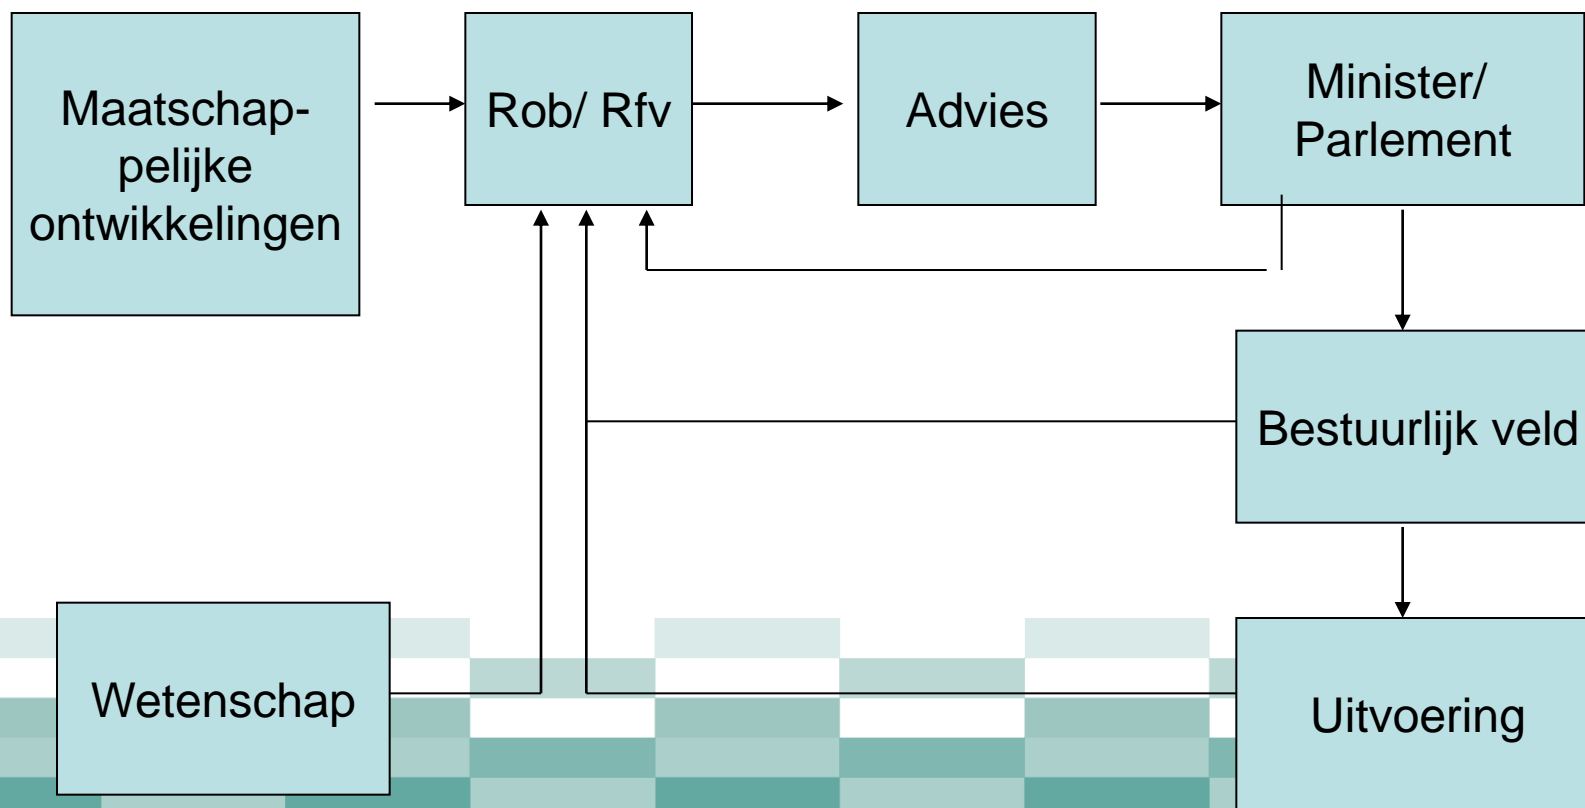 Maatschap-
pelijke
ontwikkelingen
Rob/ Rfv
Advies
Minister/
Parlement
Bestuurlijk veld
Wetenschap
Uitvoering